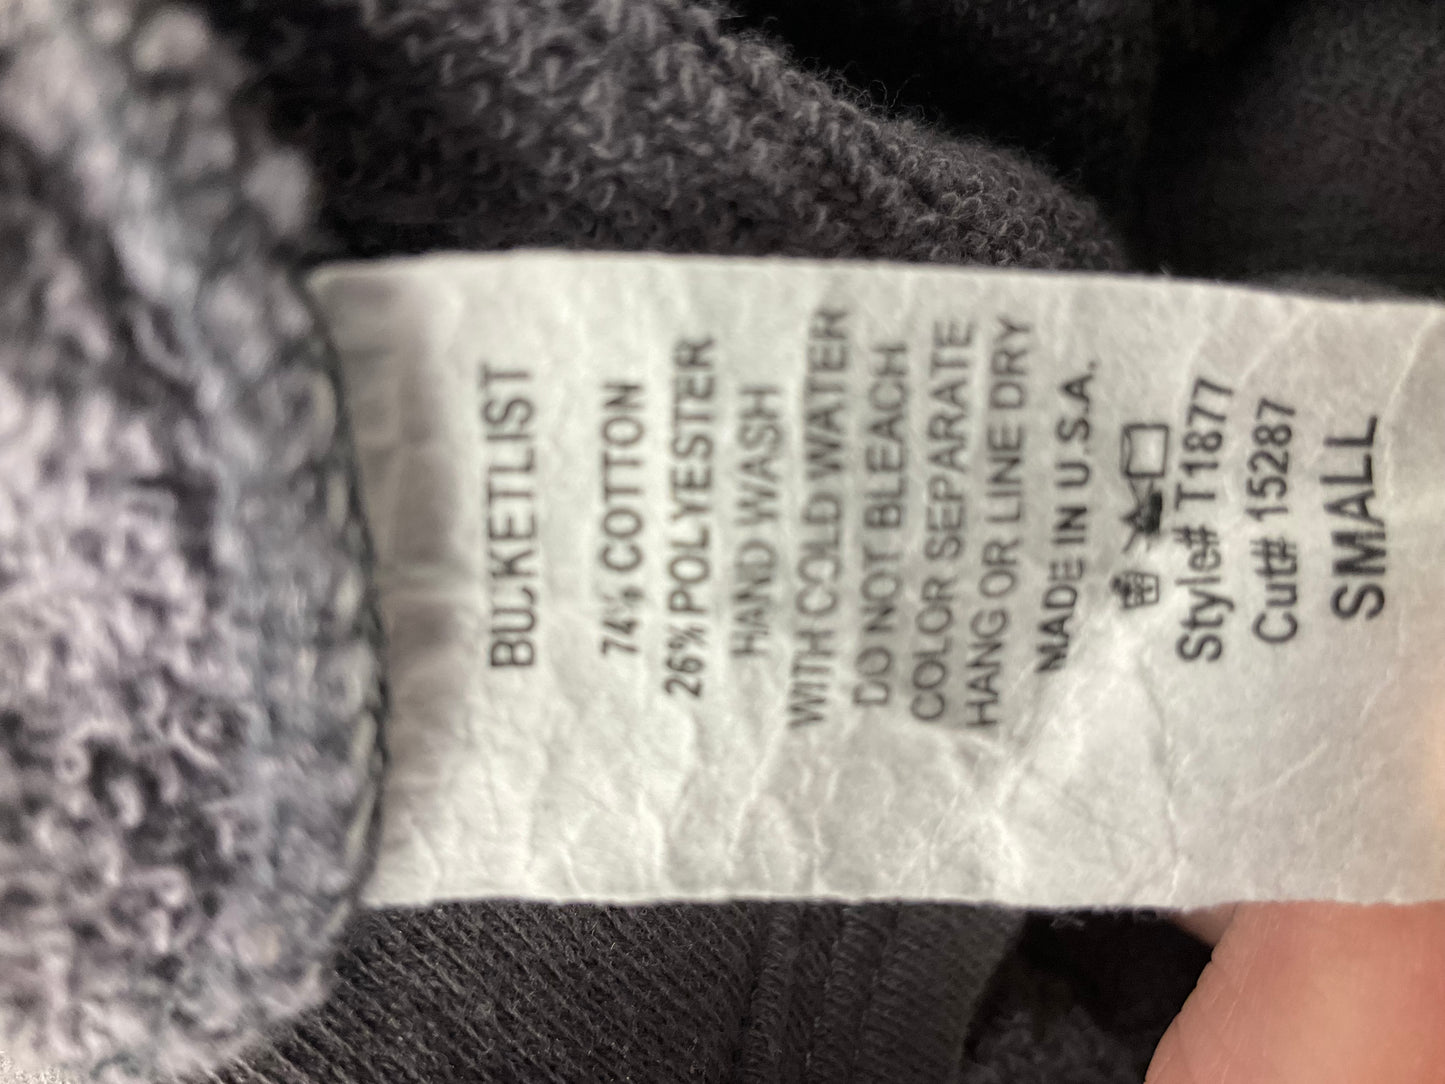 BUCKETLIST
74% COTTON
26% POLYESTER
HAND WASH
WITH COLD WATER
DO NOT BLEACH
COLOR SEPARATE
HANG OR LINE DRY
MADE IN U.S.A.
Style# T1877
Cut# 15287
SMALL